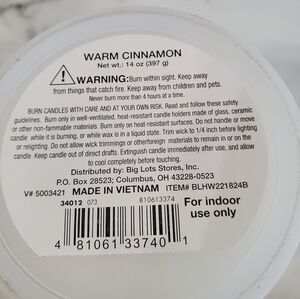 WARM CINNAMON
Net wt.: 14 oz (397 g)
WARNING: Burn within sight. Keep away
from things that catch fire. Keep away from children and pets.
Never burn more than 4 hours at a time.
BURN CANDLES WITH CARE AND AT YOUR OWN RISK. Read and follow these safety
guidelines. Burn only in well-ventilated, heat-resistant candle holders made of glass, ceramic
or other non-flammable materials. Burn only on heat-resistant surfaces. Do not handle or move
candle while it is burning, or while wax is in a liquid state. Trim wick to 1/4 inch before lighting
or relighting. Do not allow wick trimmings or other foreign material to
candle. Keep candle out of direct drafts. Extinguish candle immediately after use, and allow
to cool completely before touching.
Distributed by: Big Lots Stores, Inc.
P.O. Box 28523; Columbus, OH 43228-0523
V# 5003421 MADE IN VIETNAM ITEM# BLHW221824B
34012 073 810613374
For indoor
use only
4 81061 33740 1